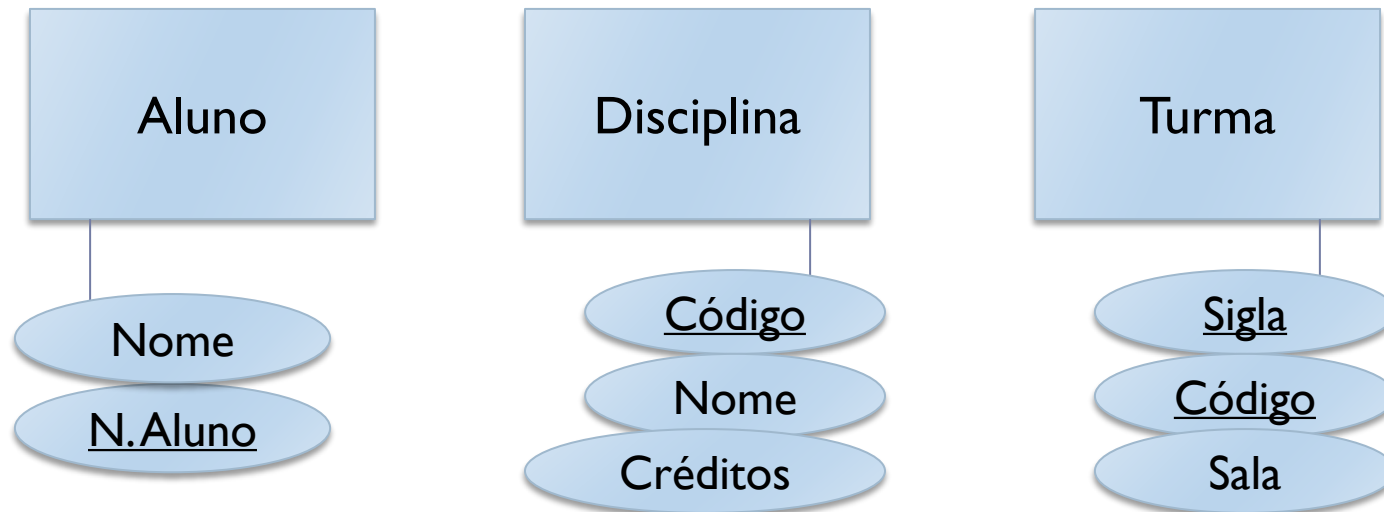 Aluno
Nome
N. Aluno
Disciplina
Código
Nome
Créditos
Turma
Sigla
Código
Sala